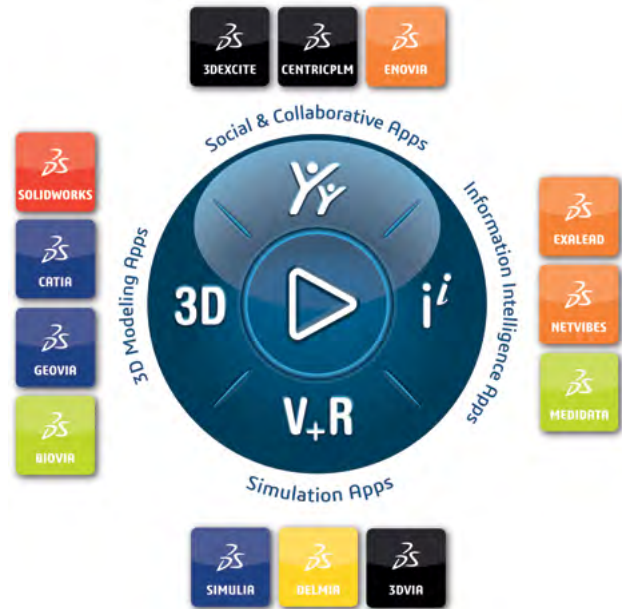 3DEXCITE
CENTRICPLM
ENOVIA
Social & Collaborative Apps
SOLIDWORKS
CATIA
GEOVIA
BIOVIA
3D Modeling Apps
3D
i i
V+R
Information Intelligence Apps
EXALEAD
NETVIBES
MEDIDATA
Simulation Apps
SIMULIA
DELMIA
3DVIA